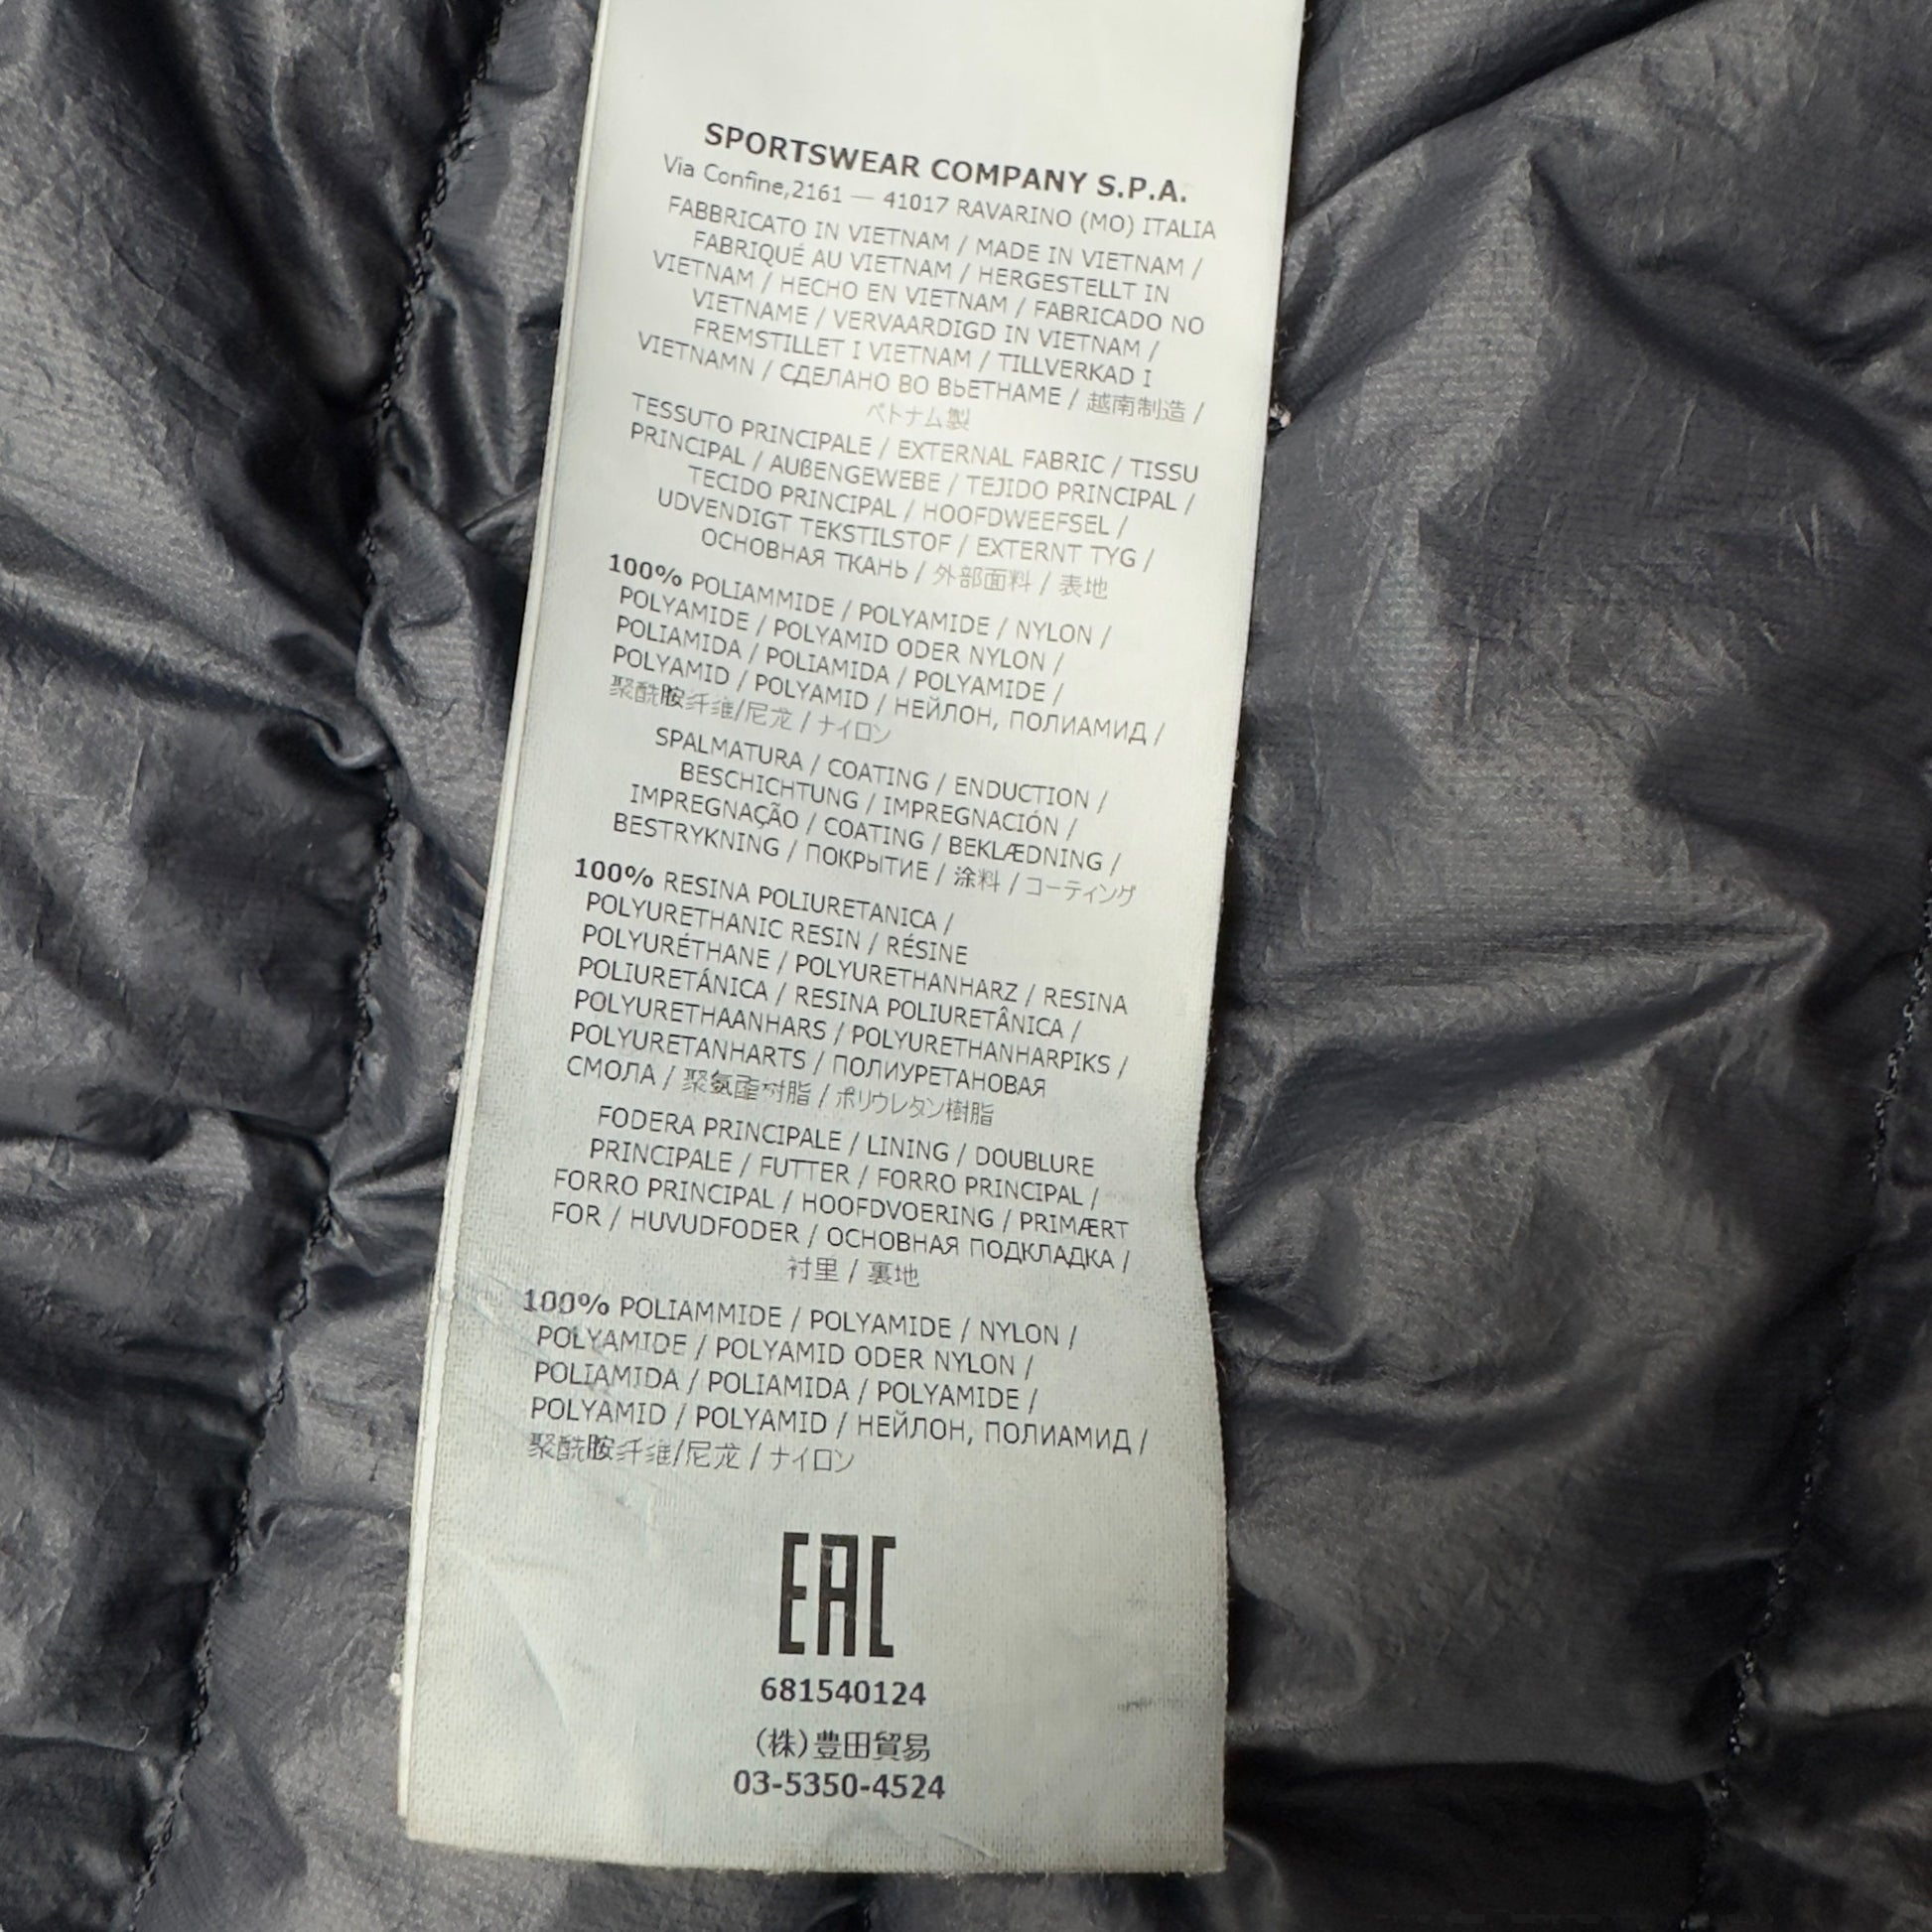 SPORTSWEAR COMPANY S.P.A.
Via Confine,2161 — 41017 RAVARINO (MO) ITALIA
FABBRICATO IN VIETNAM / MADE IN VIETNAM /
FABRIQUÉ AU VIETNAM / HERGESTELLT IN
VIETNAM / HECHO EN VIETNAM / FABRICADO NO
VIETNAME / VERVAARDIGD IN VIETNAM /
FREMSTILLET I VIETNAM / TILLVERKAD I
VIETNAMN / СДЕЛАНО ВО ВЬЕТНАМЕ / 越南制造 /
ベトナム製
TESSUTO PRINCIPALE / EXTERNAL FABRIC / TISSU
PRINCIPAL / AUßENGEWEBE / TEJIDO PRINCIPAL /
TECIDO PRINCIPAL / HOOFDWEEFSEL /
UDVENDIGT TEKSTILSTOF / EXTERNT TYG /
ОСНОВНАЯ ТКАНЬ / 外部面料 / 表地
100% POLIAMMIDE / POLYAMIDE / NYLON /
POLYAMIDE / POLYAMID ODER NYLON /
POLIAMIDA / POLIAMIDA / POLYAMIDE /
POLYAMID / POLYAMID / НЕЙЛОН, ПОЛИАМИД /
聚酰胺纤维/尼龙 / ナイロン
SPALMATURA / COATING / ENDUCTION /
BESCHICHTUNG / IMPREGNACIÓN /
IMPREGNAÇÃO / COATING / BEKLÆDNING /
BESTRYKNING / ПОКРЫТИЕ / 涂料 / コーティング
100% RESINA POLIURETANICA /
POLYURETHANIC RESIN / RÉSINE
POLYURÉTHANE / POLYURETHANHARZ / RESINA
POLIURETÁNICA / RESINA POLIURETÂNICA /
POLYURETHAANHARS / POLYURETHANHARPIKS /
POLYURETANHARTS / ПОЛИУРЕТАНОВАЯ
СМОЛА / 聚氨酯树脂 / ポリウレタン樹脂
FODERA PRINCIPALE / LINING / DOUBLURE
PRINCIPALE / FUTTER / FORRO PRINCIPAL /
FORRO PRINCIPAL / HOOFDVOERING / PRIMÆRT
FOR / HUVUDFODER / ОСНОВНАЯ ПОДКЛАДКА /
衬里 / 裏地
100% POLIAMMIDE / POLYAMIDE / NYLON /
POLYAMIDE / POLYAMID ODER NYLON /
POLIAMIDA / POLIAMIDA / POLYAMIDE /
POLYAMID / POLYAMID / НЕЙЛОН, ПОЛИАМИД /
聚酰胺纤维/尼龙 / ナイロン
EAC
681540124
(株)豊田貿易
03-5350-4524